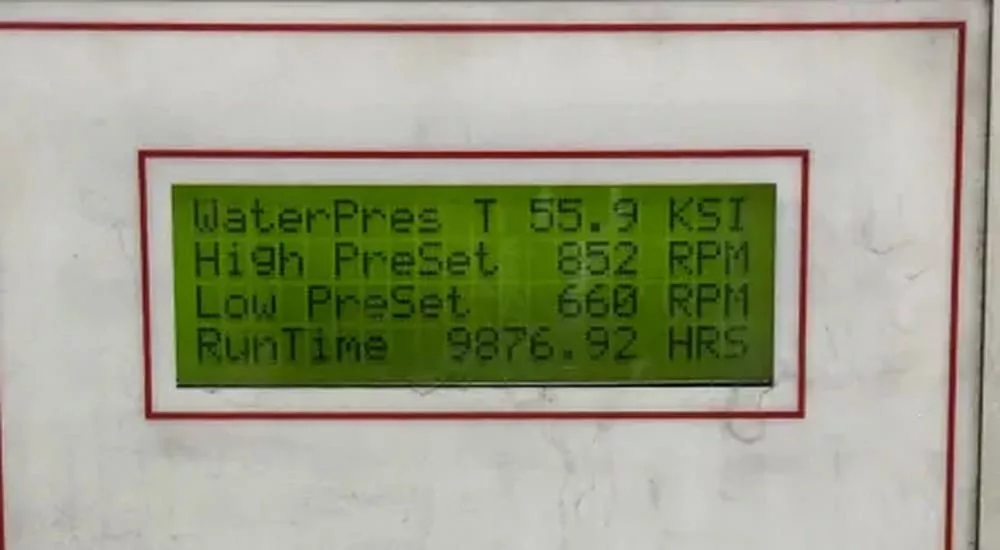 WaterPres T 55.9 KSI
High PreSet 852 RPM
Low PreSet 660 RPM
RunTime 9876.92 HRS